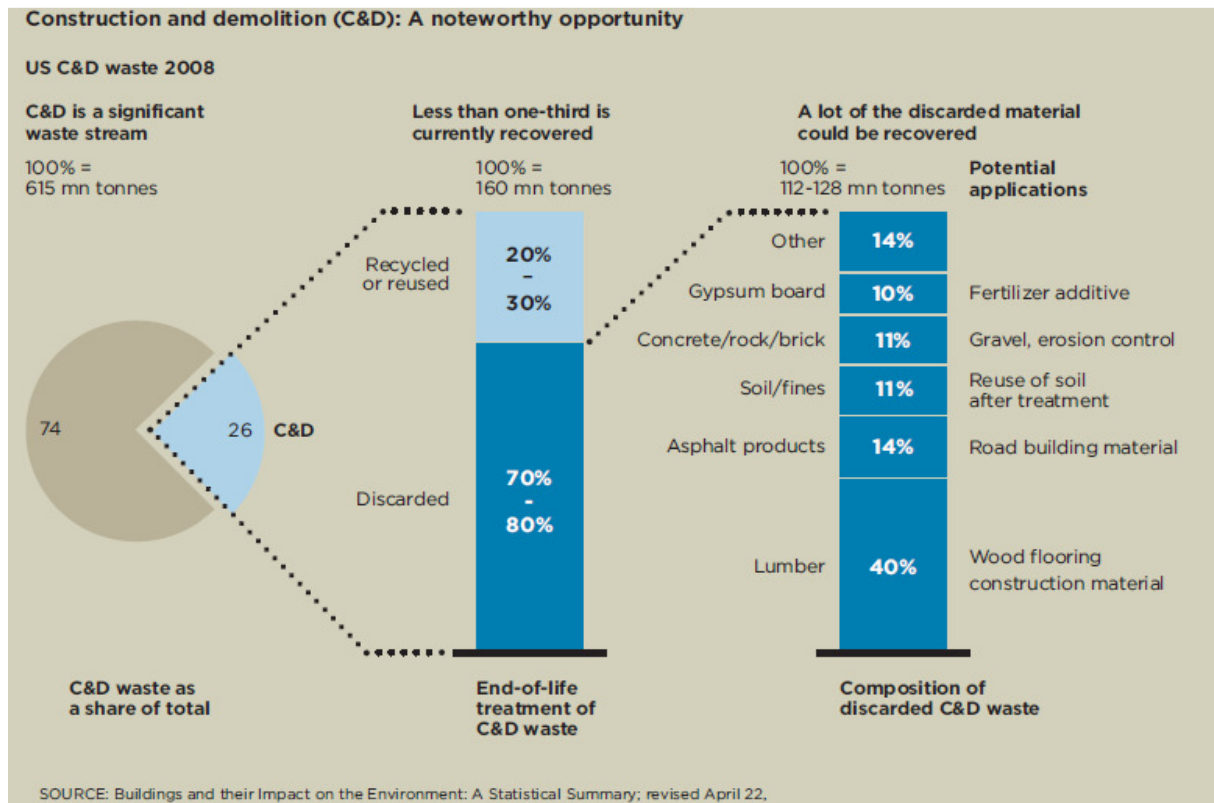 Construction and demolition (C&D): A noteworthy opportunity
US C&D waste 2008
C&D is a significant
waste stream
100% =
615 mn tonnes
74
26
C&D
C&D waste as
a share of total
Less than one-third is
currently recovered
100% =
160 mn tonnes
Recycled
or reused
20%
–
30%
Discarded
70%
-
80%
End-of-life
treatment of
C&D waste
A lot of the discarded material
could be recovered
100% =
112-128 mn tonnes
Potential
applications
Other
14%
Gypsum board
10%
Fertilizer additive
Concrete/rock/brick
11%
Gravel, erosion control
Soil/fines
11%
Reuse of soil
after treatment
Asphalt products
14%
Road building material
Lumber
40%
Wood flooring
construction material
Composition of
discarded C&D waste
SOURCE: Buildings and their Impact on the Environment: A Statistical Summary; revised April 22,